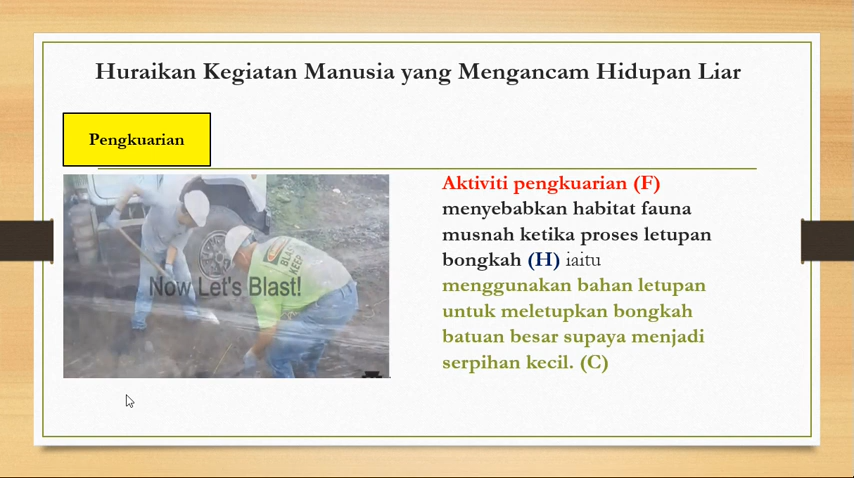 Huraikan Kegiatan Manusia yang Mengancam Hidupan Liar
Pengkuarian
Now Let's Blast!
Aktiviti pengkuarian (F)
menyebabkan habitat fauna
musnah ketika proses letupan
bongkah (H) iaitu
menggunakan bahan letupan
untuk meletupkan bongkah
batuan besar supaya menjadi
serpihan kecil. (C)